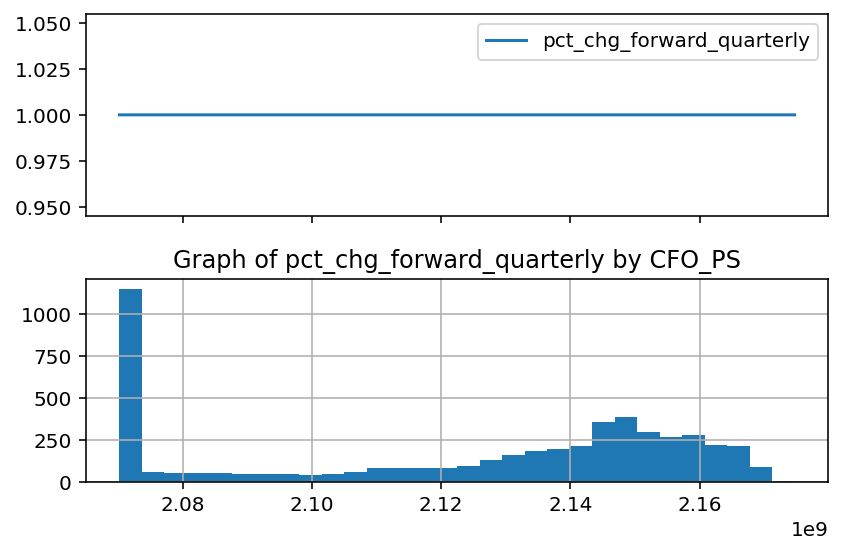 1.050
pct_chg_forward_quarterly
1.025
1.000
0.975
0.950
Graph of pct_chg_forward_quarterly by CFO_PS
1000
750
500
250
0
2.08 2.10 2.12 2.14 2.16
1e9